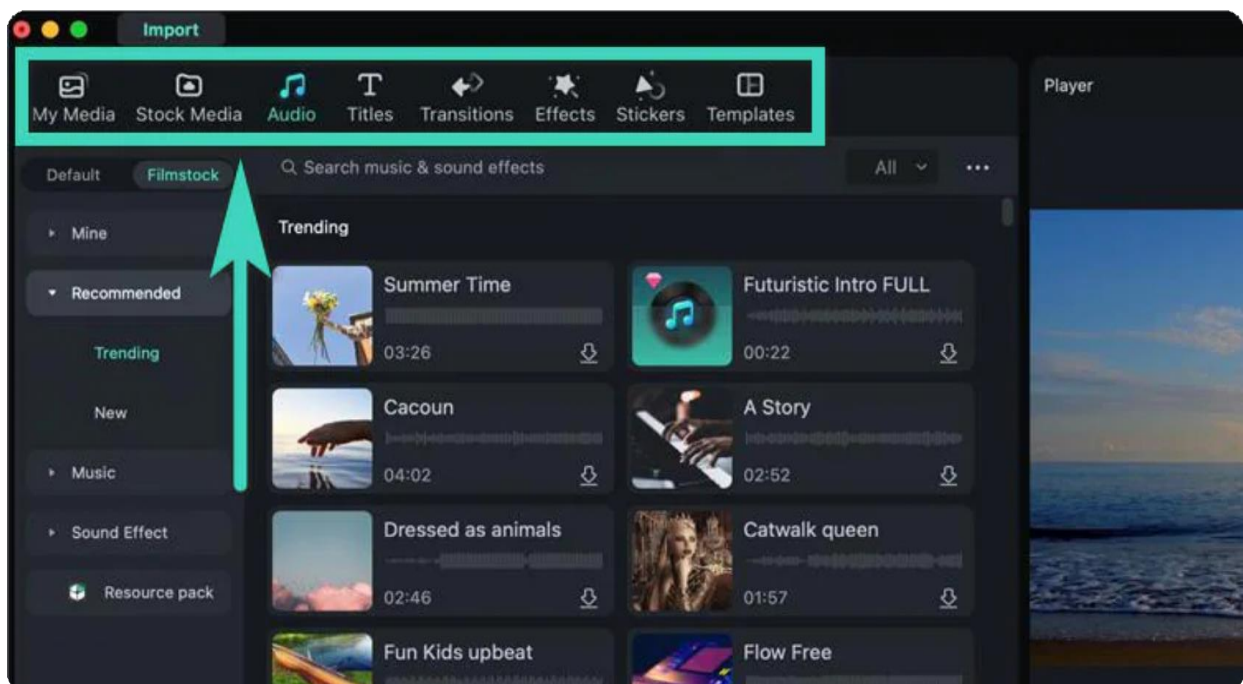 Import
My Media Stock Media Audio Titles Transitions Effects Stickers Templates
Player
Default Filmstock
Search music & sound effects
All
Mine
Recommended
Trending
New
Music
Sound Effect
Resource pack
Trending
Summer Time
03:26
Futuristic Intro FULL
00:22
Cacoun
04:02
A Story
02:52
Dressed as animals
02:46
Catwalk queen
01:57
Fun Kids upbeat
Flow Free